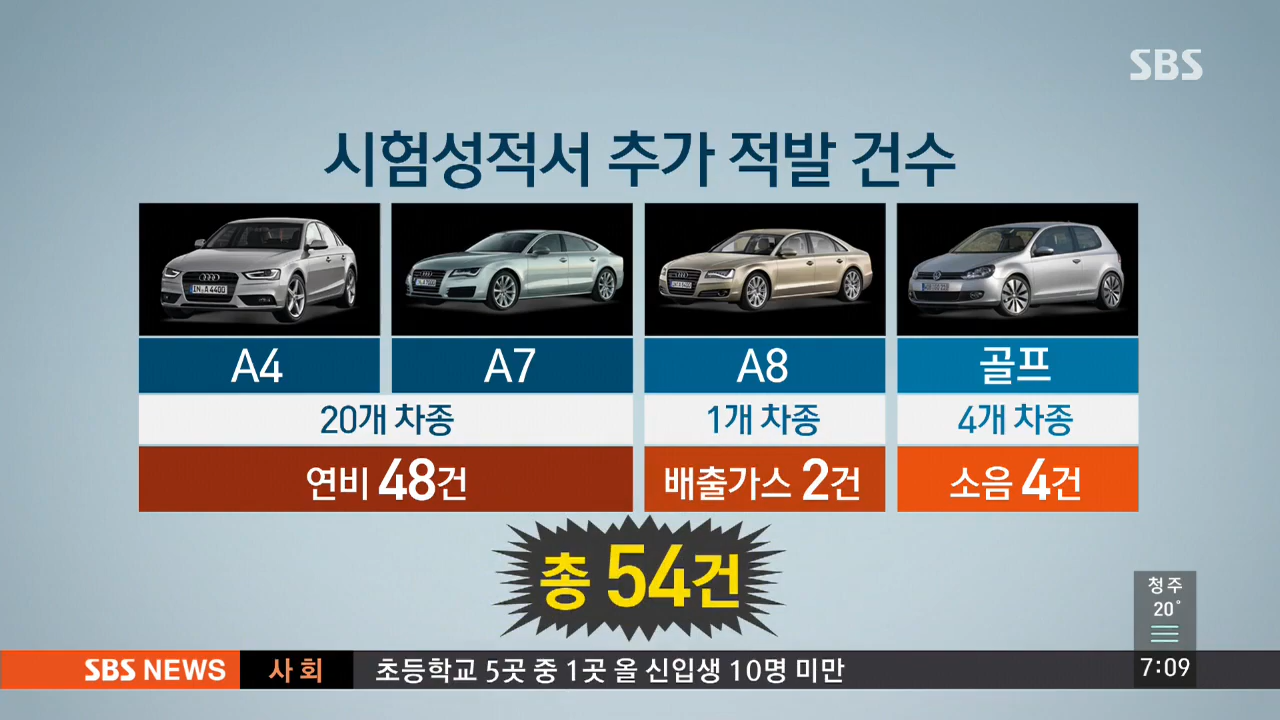 SBS
시험성적서 추가 적발 건수
IN·A 4400
A4 A7 A8 골프
20개 차종 1개 차종 4개 차종
연비 48건 배출가스 2건 소음 4건
총 54건
청주
20°
SBS NEWS 사회 초등학교 5곳 중 1곳 올 신입생 10명 미만 7:09